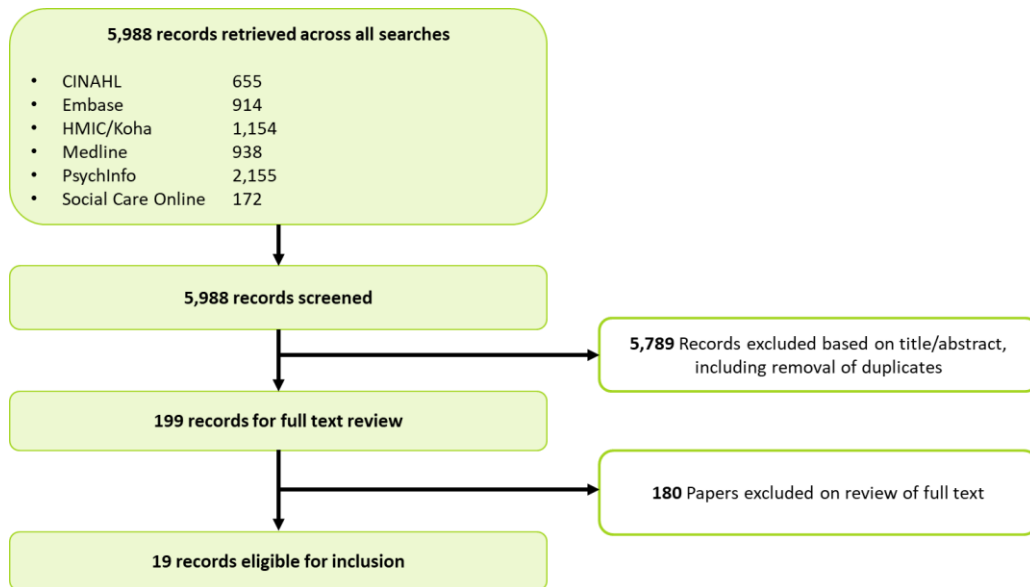 5,988 records retrieved across all searches
• CINAHL 655
• Embase 914
• HMIC/Koha 1,154
• Medline 938
• PsychInfo 2,155
• Social Care Online 172
5,988 records screened
5,789 Records excluded based on title/abstract,
including removal of duplicates
199 records for full text review
180 Papers excluded on review of full text
19 records eligible for inclusion